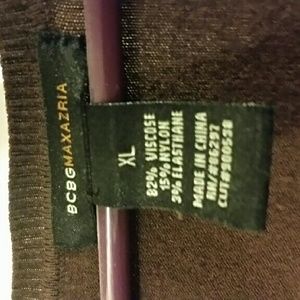 BCBGMAXAZRIA
XL
82% VISCOSE
15% NYLON
3% ELASTHANE
MADE IN CHINA